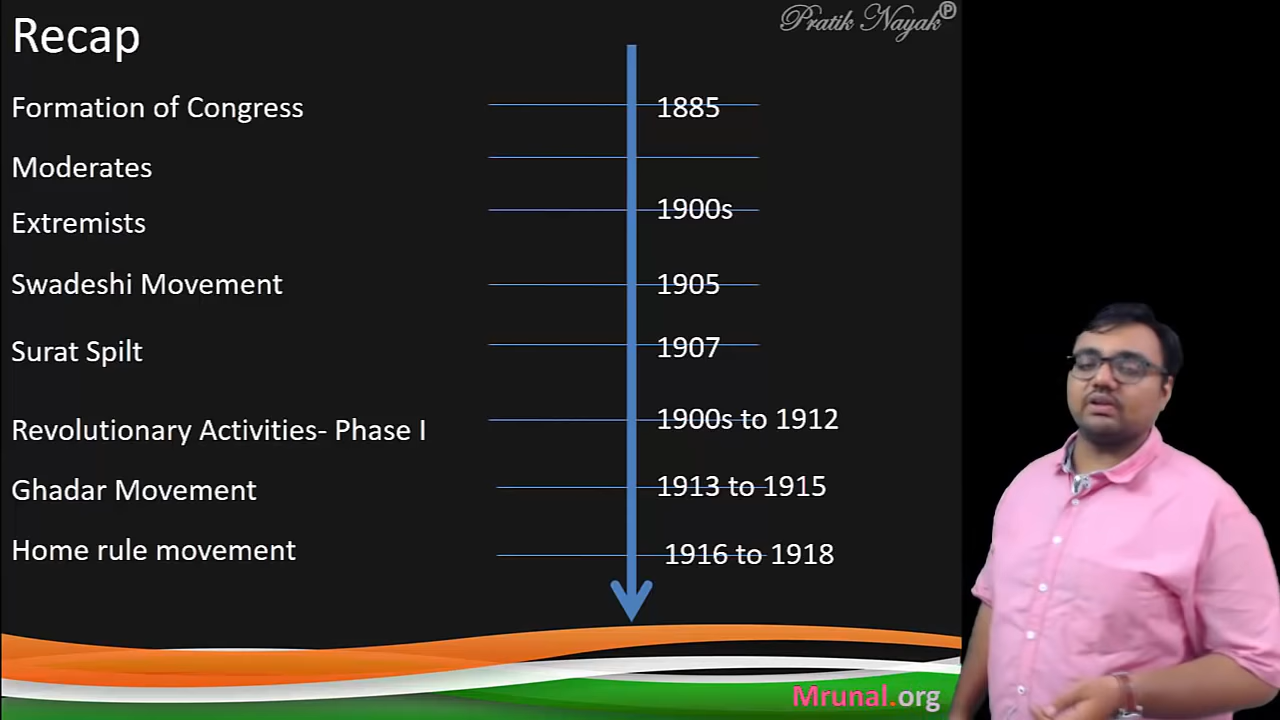 Recap
Pratik Nayak
Formation of Congress 1885
Moderates
Extremists 1900s
Swadeshi Movement 1905
Surat Spilt 1907
Revolutionary Activities- Phase I 1900s to 1912
Ghadar Movement 1913 to 1915
Home rule movement 1916 to 1918
Mrunal.org